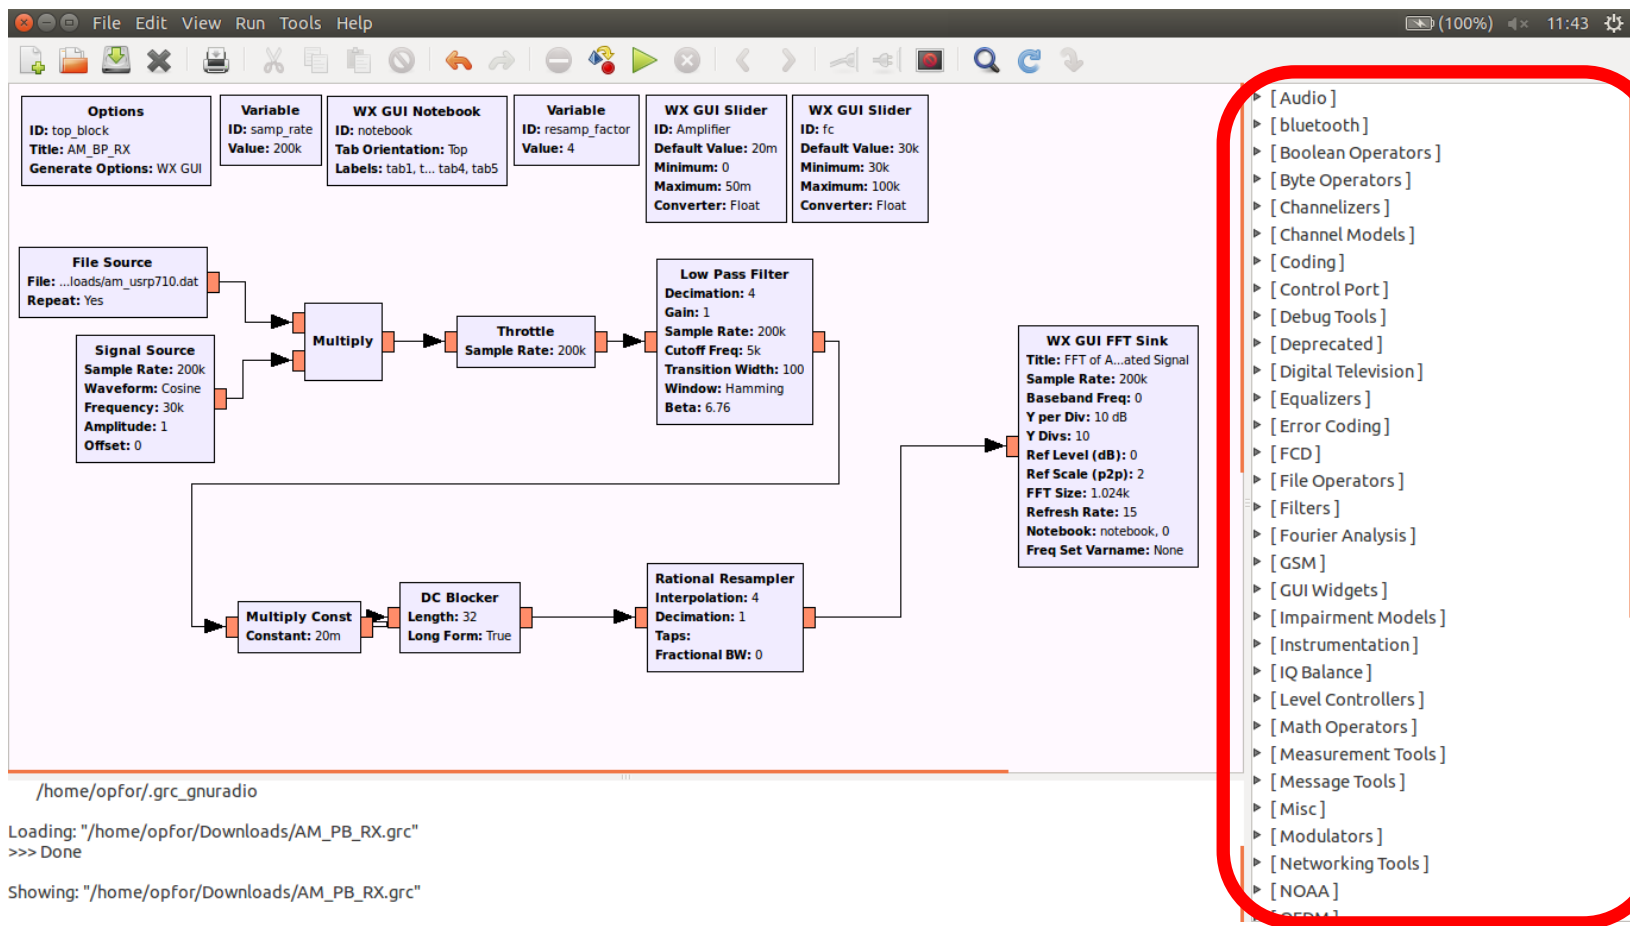 File Edit View Run Tools Help
(100%) 11:43
Options
ID: top_block
Title: AM_BP_RX
Generate Options: WX GUI
Variable
ID: samp_rate
Value: 200k
WX GUI Notebook
ID: notebook
Tab Orientation: Top
Labels: tab1, t... tab4, tab5
Variable
ID: resamp_factor
Value: 4
WX GUI Slider
ID: Amplifier
Default Value: 20m
Minimum: 0
Maximum: 50m
Converter: Float
WX GUI Slider
ID: fc
Default Value: 30k
Minimum: 30k
Maximum: 100k
Converter: Float
File Source
File: ...loads/am_usrp710.dat
Repeat: Yes
Signal Source
Sample Rate: 200k
Waveform: Cosine
Frequency: 30k
Amplitude: 1
Offset: 0
Multiply
Throttle
Sample Rate: 200k
Low Pass Filter
Decimation: 4
Gain: 1
Sample Rate: 200k
Cutoff Freq: 5k
Transition Width: 100
Window: Hamming
Beta: 6.76
WX GUI FFT Sink
Title: FFT of A...ated Signal
Sample Rate: 200k
Baseband Freq: 0
Y per Div: 10 dB
Y Divs: 10
Ref Level (dB): 0
Ref Scale (p2p): 2
FFT Size: 1.024k
Refresh Rate: 15
Notebook: notebook, 0
Freq Set Varname: None
Multiply Const
Constant: 20m
DC Blocker
Length: 32
Long Form: True
Rational Resampler
Interpolation: 4
Decimation: 1
Taps:
Fractional BW: 0
/home/opfor/.grc_gnuradio
Loading: "/home/opfor/Downloads/AM_PB_RX.grc"
>>> Done
Showing: "/home/opfor/Downloads/AM_PB_RX.grc"
[ Audio ]
[ bluetooth ]
[ Boolean Operators ]
[ Byte Operators ]
[ Channelizers ]
[ Channel Models ]
[ Coding ]
[ Control Port ]
[ Debug Tools ]
[ Deprecated ]
[ Digital Television ]
[ Equalizers ]
[ Error Coding ]
[ FCD ]
[ File Operators ]
[ Filters ]
[ Fourier Analysis ]
[ GSM ]
[ GUI Widgets ]
[ Impairment Models ]
[ Instrumentation ]
[ IQ Balance ]
[ Level Controllers ]
[ Math Operators ]
[ Measurement Tools ]
[ Message Tools ]
[ Misc ]
[ Modulators ]
[ Networking Tools ]
[ NOAA ]